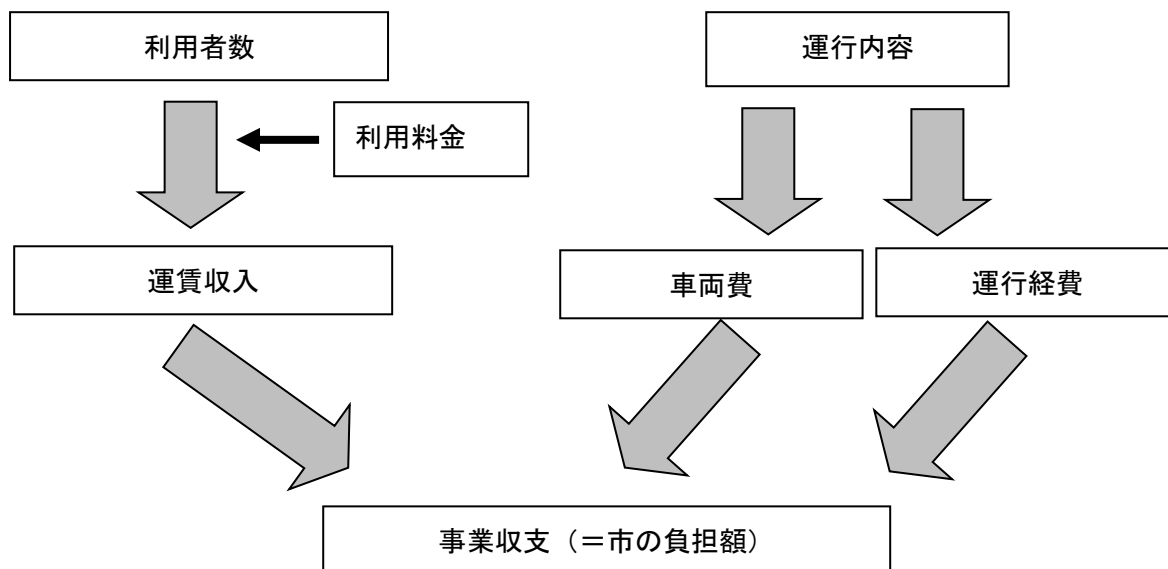 利用者数
運行内容
利用料金
運賃収入
車両費
運行経費
事業収支（＝市の負担額）